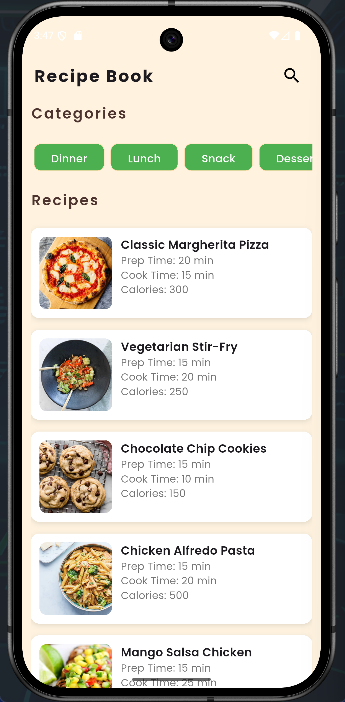 Recipe Book
Categories
Dinner
Lunch
Snack
Desser
Recipes
Classic Margherita Pizza
Prep Time: 20 min
Cook Time: 15 min
Calories: 300
Vegetarian Stir-Fry
Prep Time: 15 min
Cook Time: 20 min
Calories: 250
Chocolate Chip Cookies
Prep Time: 15 min
Cook Time: 10 min
Calories: 150
Chicken Alfredo Pasta
Prep Time: 15 min
Cook Time: 20 min
Calories: 500
Mango Salsa Chicken
Prep Time: 15 min
Cook Time: 25 min